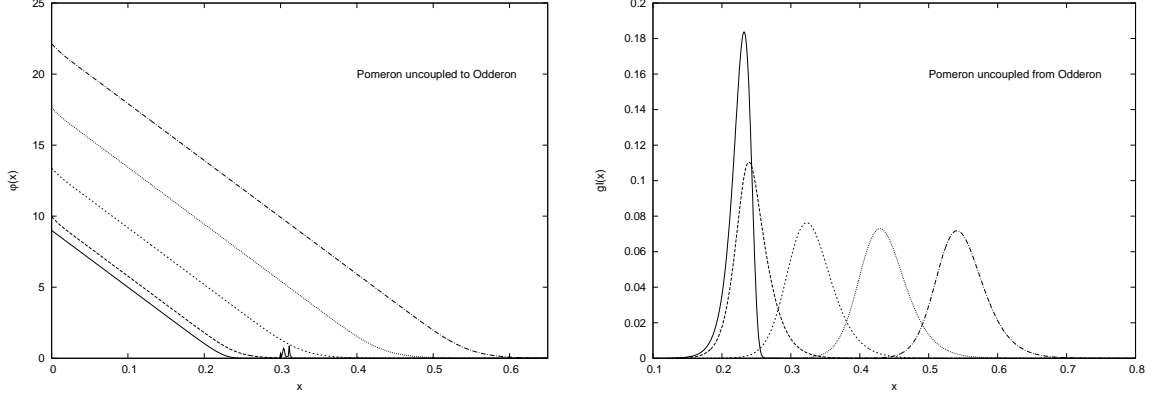 25
20
15
10
5
0
φ(x)
Pomeron uncoupled to Odderon
0 0.1 0.2 0.3 0.4 0.5 0.6
x
0.2
0.18
0.16
0.14
0.12
0.1
0.08
0.06
0.04
0.02
0
gl(x)
Pomeron uncoupled from Odderon
0.1 0.2 0.3 0.4 0.5 0.6 0.7 0.8
x